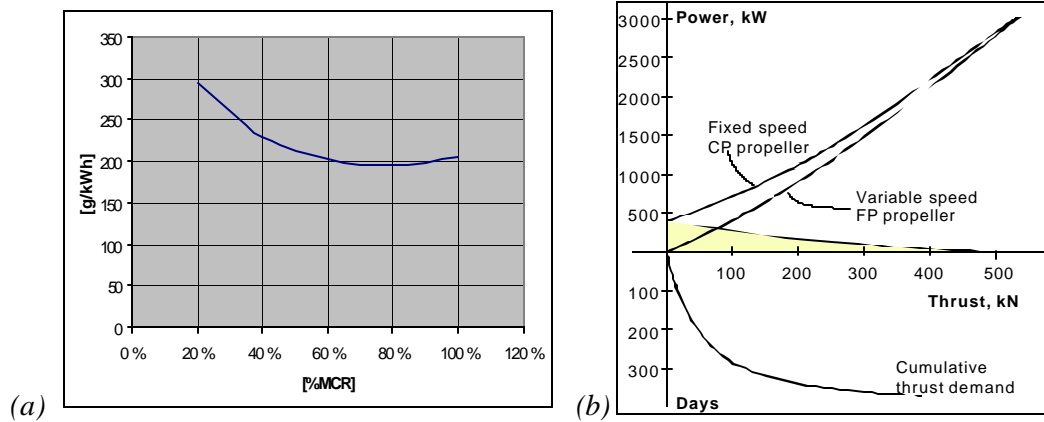 350
300
250
200
150
100
50
0
[g/kWh]
0 %
20 %
40 %
60 %
80 %
100 %
120 %
[%MCR]
(a)
Power, kW
3000
2500
2000
1500
1000
500
Fixed speed
CP propeller
Variable speed
FP propeller
100
200
300
400
500
Thrust, kN
100
200
300
Cumulative
thrust demand
Days
(b)